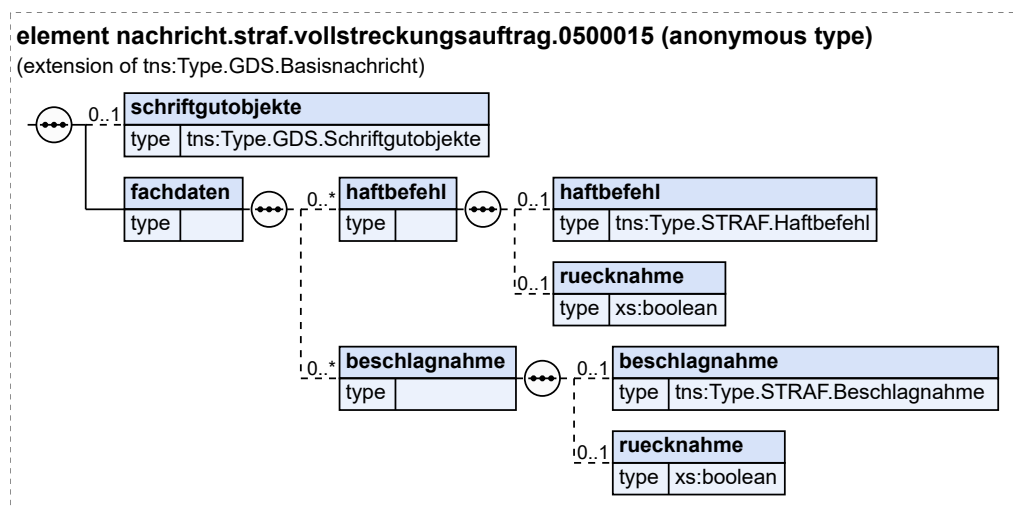 element nachricht.straf.vollstreckungsauftrag.0500015 (anonymous type)
(extension of tns:Type.GDS.Basisnachricht)
0..1 schriftgutobjekte
type tns:Type.GDS.Schriftgutobjekte
fachdaten 0..* haftbefehl 0..1 haftbefehl
type type type tns:Type.STRAF.Haftbefehl
0..1 ruecknahme
type xs:boolean
0..* beschlagnahme 0..1 beschlagnahme
type type tns:Type.STRAF.Beschlagnahme
0..1 ruecknahme
type xs:boolean